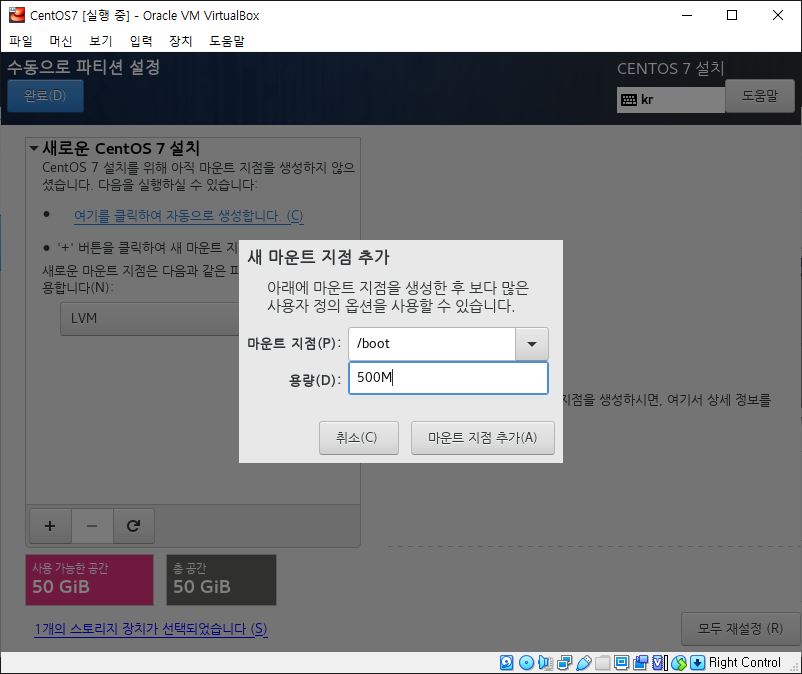 CentOS7 [실행 중] - Oracle VM VirtualBox
파일 머신 보기 입력 장치 도움말
수동으로 파티션 설정
CENTOS 7 설치
완료(D)
kr
도움말
새로운 CentOS 7 설치
CentOS 7 설치를 위해 아직 마운트 지점을 생성하지 않으
셨습니다. 다음을 실행하실 수 있습니다:
• 여기를 클릭하여 자동으로 생성합니다. (C)
• '+' 버튼을 클릭하여 새 마운트 지
새로운 마운트 지점은 다음과 같은 파
용합니다(N):
LVM
새 마운트 지점 추가
아래에 마운트 지점을 생성한 후 보다 많은
사용자 정의 옵션을 사용할 수 있습니다.
마운트 지점(P): /boot
용량(D): 500M
지점을 생성하시면, 여기서 상세 정보를
취소(C) 마운트 지점 추가(A)
+ −
사용 가능한 공간
50 GiB
총 공간
50 GiB
1개의 스토리지 장치가 선택되었습니다 (S)
모두 재설정 (R)
Right Control